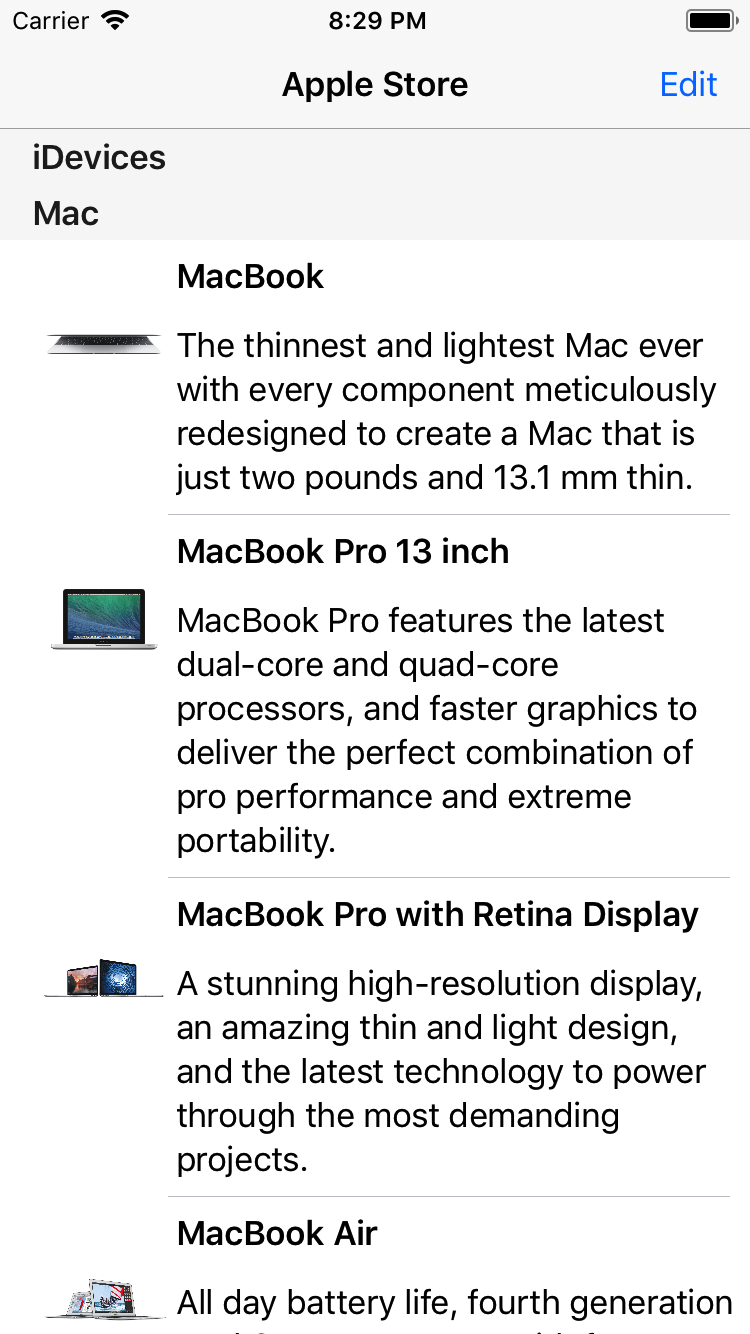 Carrier 8:29 PM
Apple Store Edit
iDevices
Mac
MacBook
The thinnest and lightest Mac ever
with every component meticulously
redesigned to create a Mac that is
just two pounds and 13.1 mm thin.
MacBook Pro 13 inch
MacBook Pro features the latest
dual-core and quad-core
processors, and faster graphics to
deliver the perfect combination of
pro performance and extreme
portability.
MacBook Pro with Retina Display
A stunning high-resolution display,
an amazing thin and light design,
and the latest technology to power
through the most demanding
projects.
MacBook Air
All day battery life, fourth generation